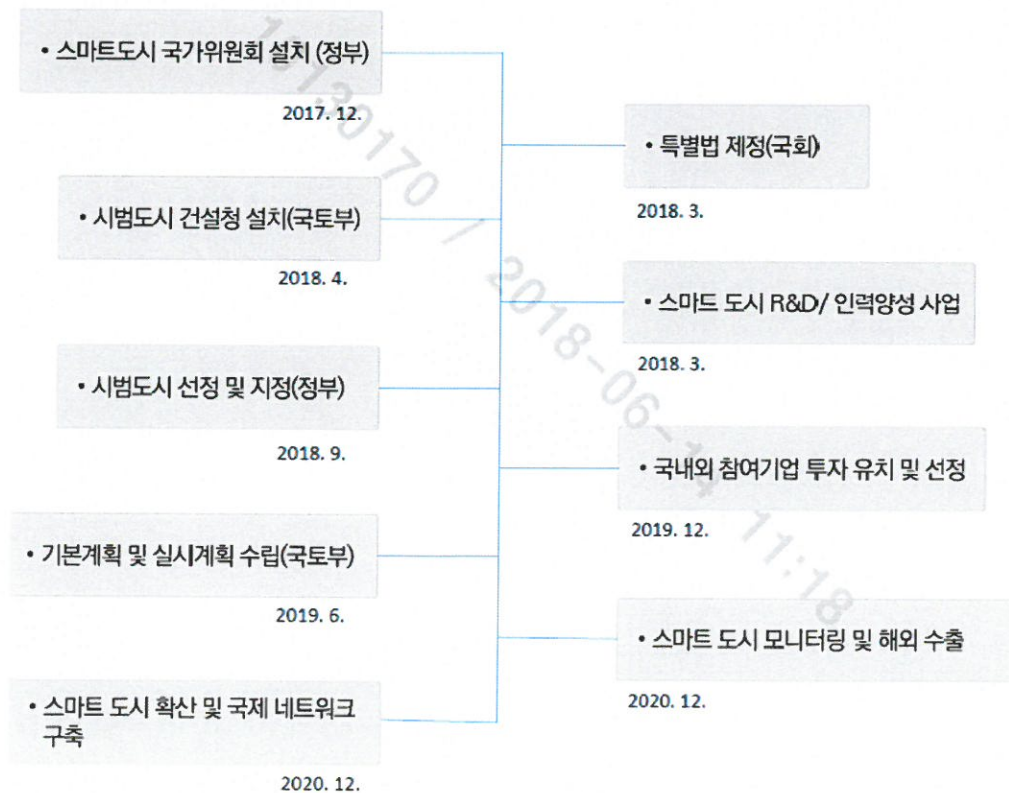 • 스마트도시 국가위원회 설치 (정부)
2017. 12.
• 특별법 제정(국회)
2018. 3.
• 시범도시 건설청 설치(국토부)
2018. 4.
• 스마드 도시 R&D/ 인력양성 사업
2018. 3.
• 시범도시 선정 및 지정(정부)
2018. 9.
• 국내외 참여기업 투자 유치 및 선정
2019. 12.
• 기본계획 및 실시계획 수립(국토부)
2019. 6.
• 스마트 도시 모니터링 및 해외 수출
2020. 12.
• 스마트 도시 확산 및 국제 네트워크
구축
2020. 12.